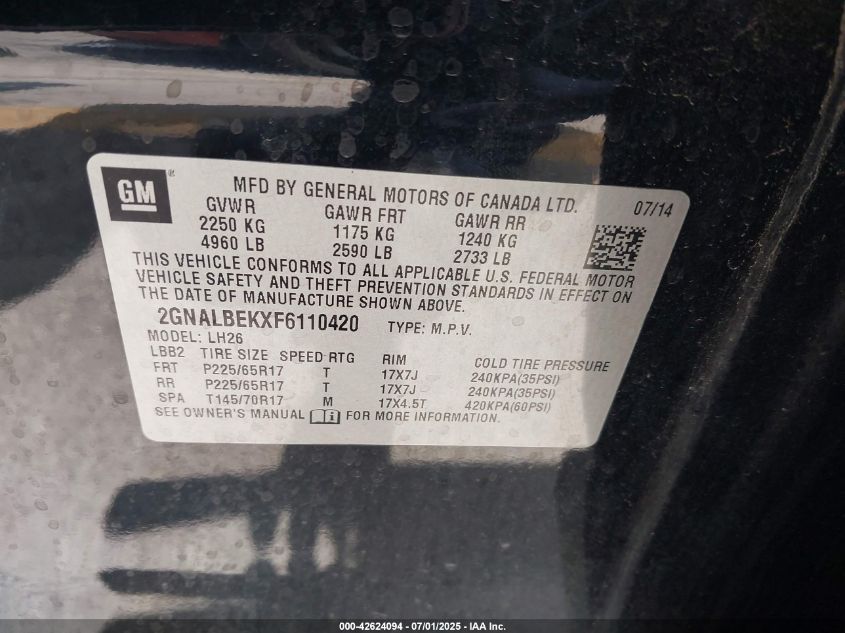 GM ®
MFD BY GENERAL MOTORS OF CANADA LTD. 07/14
GVWR GAWR FRT GAWR RR
2250 KG 1175 KG 1240 KG
4960 LB 2590 LB 2733 LB
THIS VEHICLE CONFORMS TO ALL APPLICABLE U.S. FEDERAL MOTOR
VEHICLE SAFETY AND THEFT PREVENTION STANDARDS IN EFFECT ON
THE DATE OF MANUFACTURE SHOWN ABOVE.
2GNALBEKXF6110420 TYPE: M.P.V.
MODEL: LH26
LBB2 TIRE SIZE SPEED RTG RIM COLD TIRE PRESSURE
FRT P225/65R17 T 17X7J 240KPA(35PSI)
RR P225/65R17 T 17X7J 240KPA(35PSI)
SPA T145/70R17 M 17X4.5T 420KPA(60PSI)
SEE OWNER'S MANUAL i FOR MORE INFORMATION.
000-42624094 - 07/01/2025 - IAA Inc.